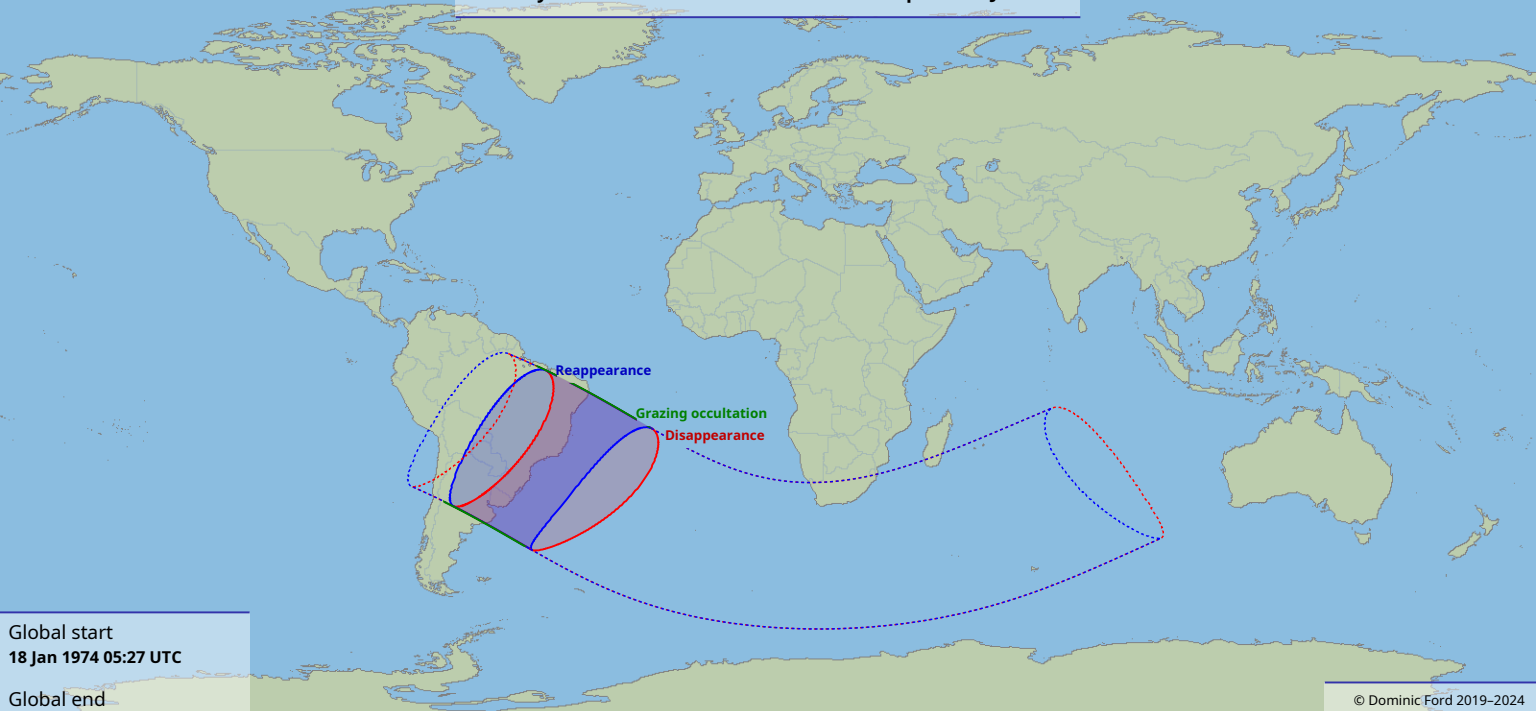 Reappearance
Grazing occultation
Disappearance
Global start
18 Jan 1974 05:27 UTC
Global end
© Dominic Ford 2019–2024